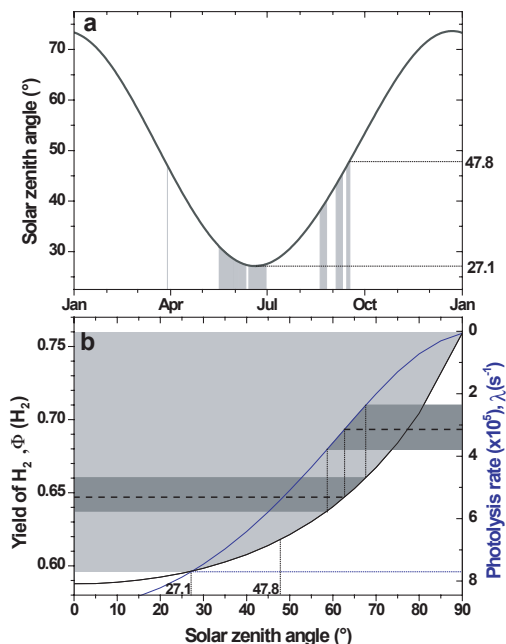 a
Solar zenith angle (°)
70
60
50
40
30
47.8
27.1
Jan
Apr
Jul
Oct
Jan
b
Yield of H2 ,Φ (H2)
0.75
0.70
0.65
0.60
0
2
4
6
8
Photolysis rate (x10^5), λ(s^-1)
27.1
47.8
0
10
20
30
40
50
60
70
80
90
Solar zenith angle (°)